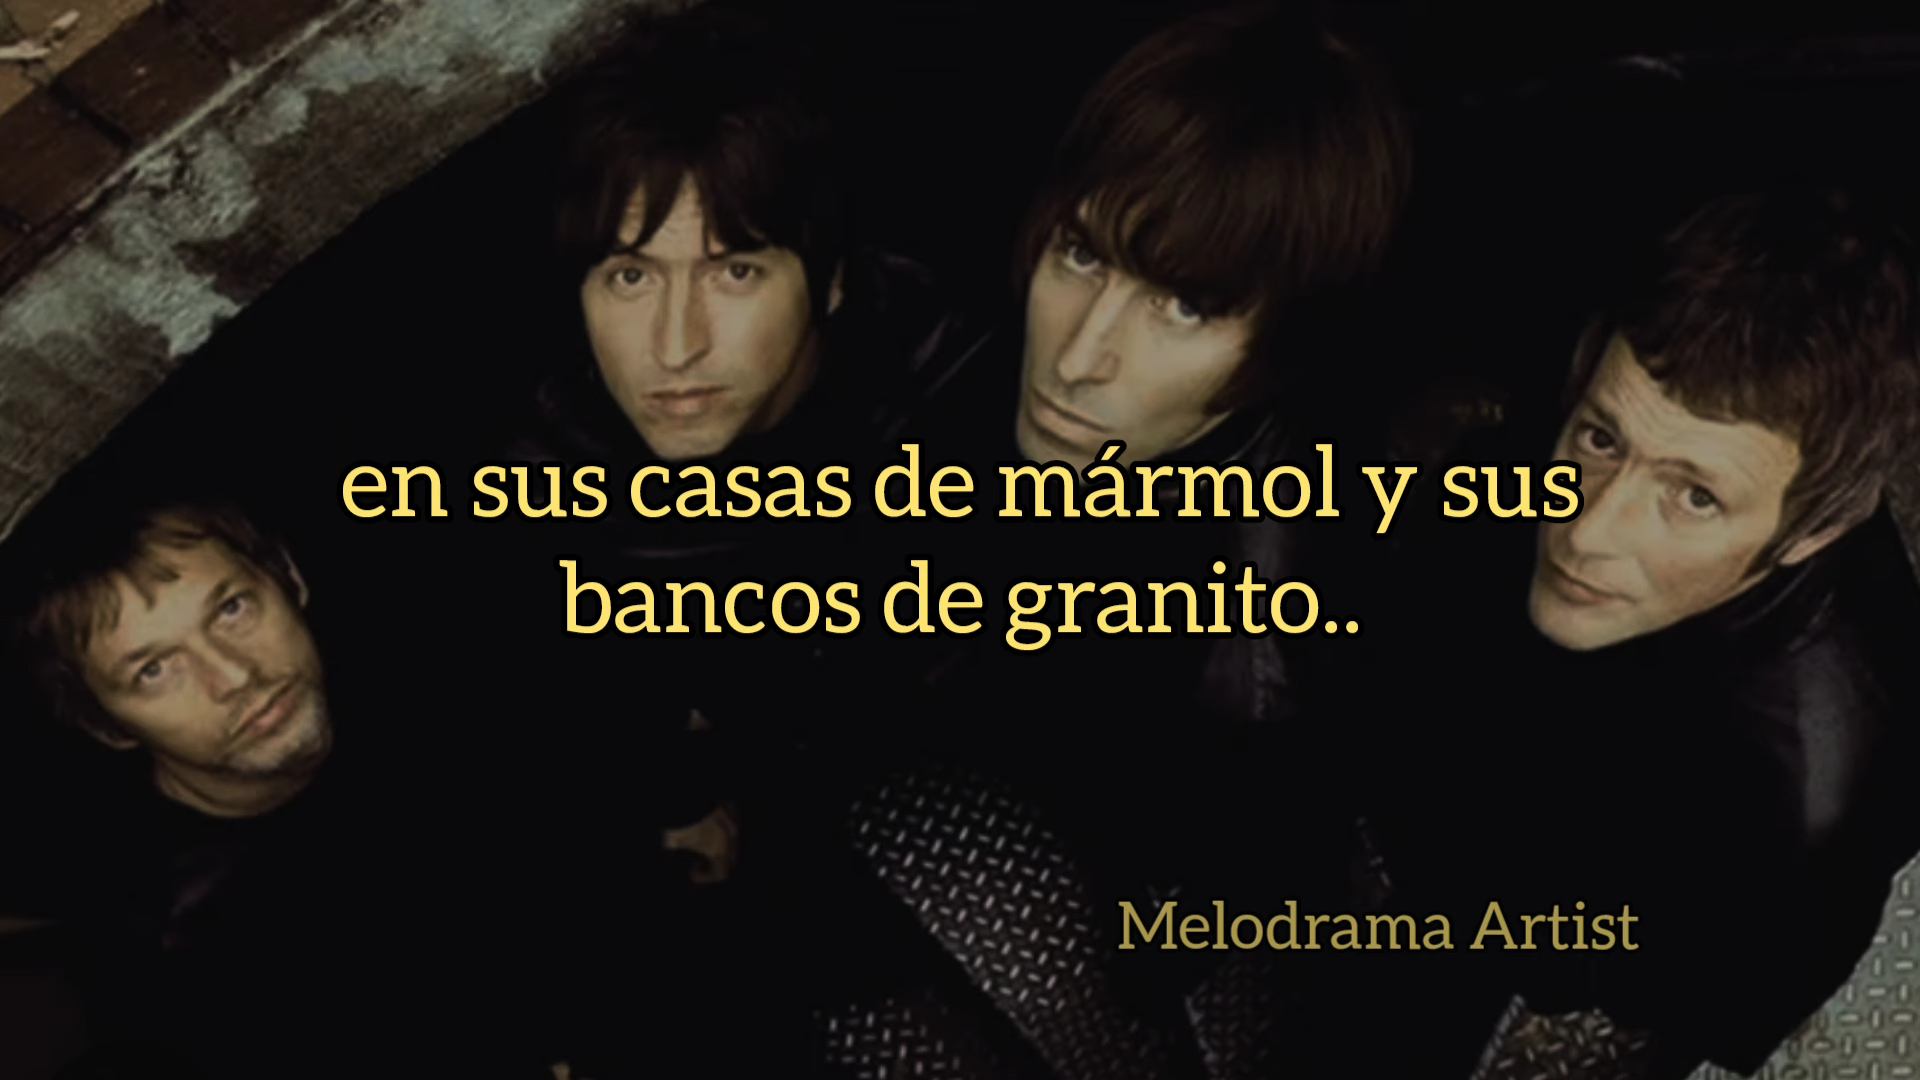 en sus casas de mármol y sus
bancos de granito..
Melodrama Artist